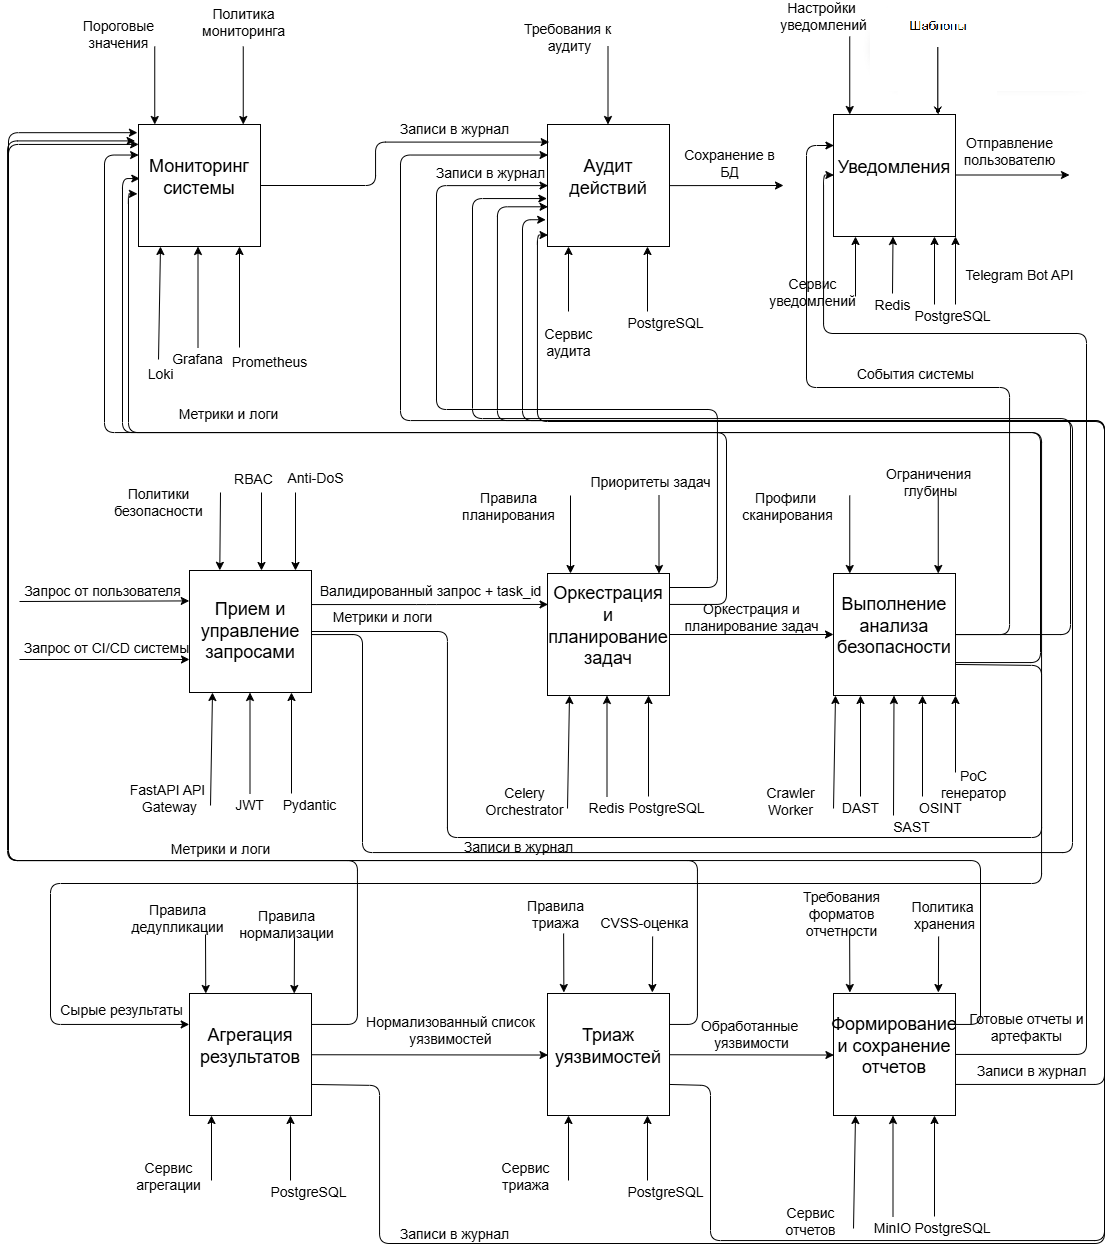 Пороговые
значения
Политика
мониторинга
Требования к
аудиту
Настройки
уведомлений
Шаблоны
Мониторинг
системы
Записи в журнал
Записи в журнал
Аудит
действий
Сохранение в
БД
Уведомления
Отправление
пользователю
Loki
Grafana
Prometheus
Сервис
аудита
PostgreSQL
Сервис
уведомлений
Redis
PostgreSQL
Telegram Bot API
События системы
Метрики и логи
Политики
безопасности
RBAC
Anti-DoS
Правила
планирования
Приоритеты задач
Профили
сканирования
Ограничения
глубины
Запрос от пользователя
Запрос от CI/CD системы
Прием и
управление
запросами
Валидированный запрос + task_id
Метрики и логи
Оркестрация
и
планирование
задач
Оркестрация и
планирование задач
Выполнение
анализа
безопасности
FastAPI API
Gateway
JWT
Pydantic
Celery
Orchestrator
Redis
PostgreSQL
Crawler
Worker
DAST
SAST
OSINT
PoC
генератор
Записи в журнал
Метрики и логи
Правила
дедупликации
Правила
нормализации
Правила
триажа
CVSS-оценка
Требования
форматов
отчетности
Политика
хранения
Сырые результаты
Агрегация
результатов
Нормализованный список
уязвимостей
Триаж
уязвимостей
Обработанные
уязвимости
Формирование
и сохранение
отчетов
Готовые отчеты и
артефакты
Записи в журнал
Сервис
агрегации
PostgreSQL
Сервис
триажа
PostgreSQL
Сервис
отчетов
MinIO
PostgreSQL
Записи в журнал